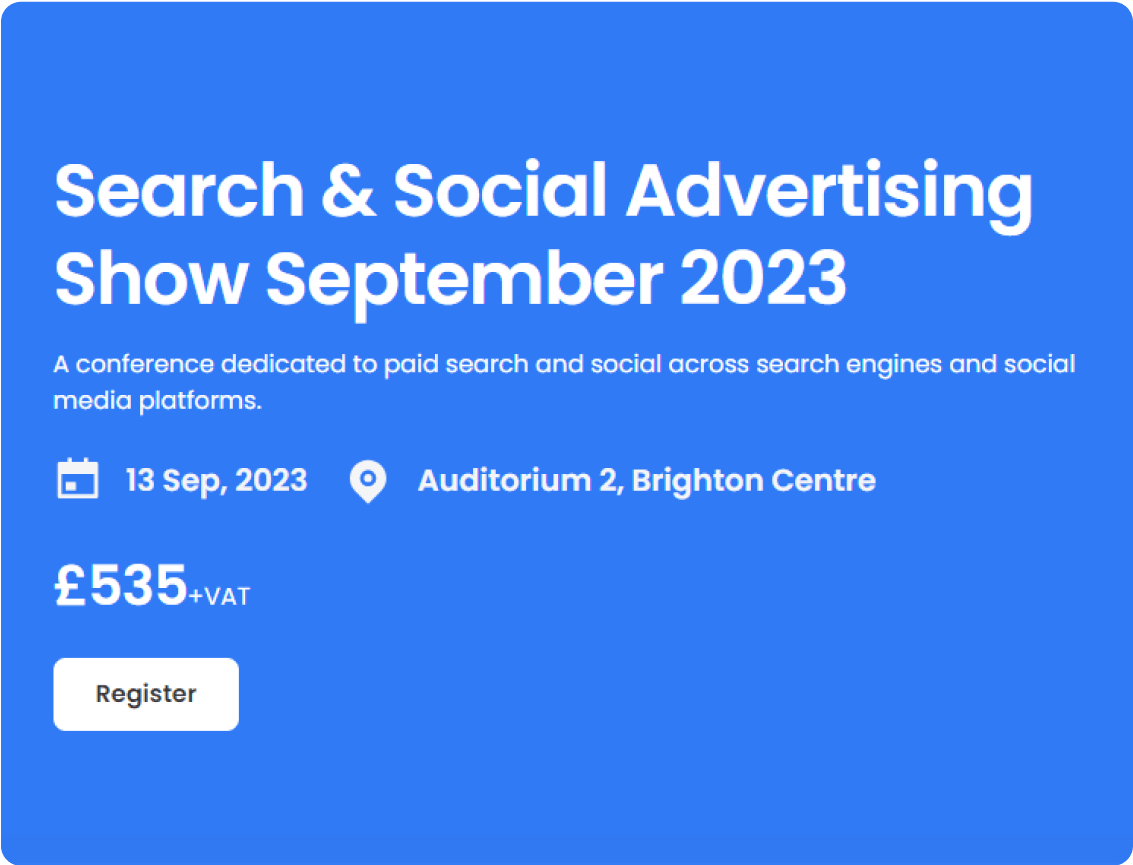 Search & Social Advertising
Show September 2023
A conference dedicated to paid search and social across search engines and social
media platforms.
13 Sep, 2023 Auditorium 2, Brighton Centre
£535+VAT
Register